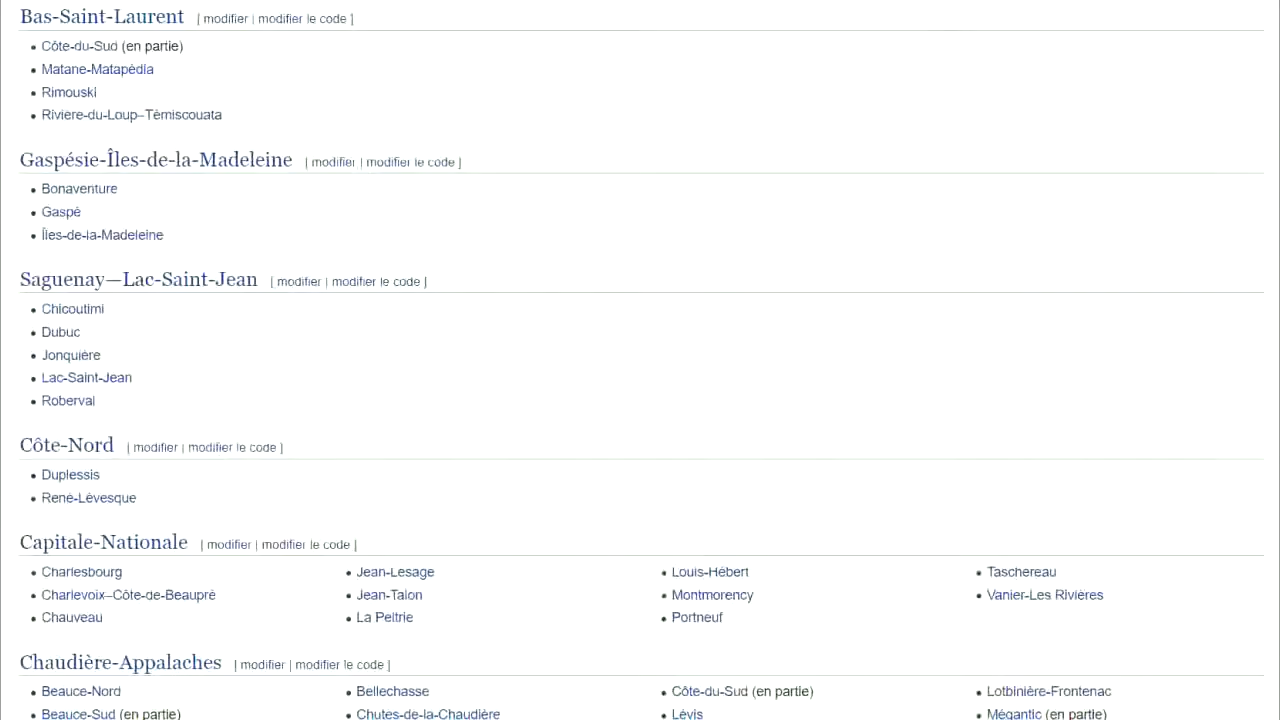 Bas-Saint-Laurent [ modifier | modifier le code ]
• Côte-du-Sud (en partie)
• Matane-Matapédia
• Rimouski
• Rivière-du-Loup–Témiscouata
Gaspésie-Îles-de-la-Madeleine [ modifier | modifier le code ]
• Bonaventure
• Gaspé
• Îles-de-la-Madeleine
Saguenay—Lac-Saint-Jean [ modifier | modifier le code ]
• Chicoutimi
• Dubuc
• Jonquière
• Lac-Saint-Jean
• Roberval
Côte-Nord [ modifier | modifier le code ]
• Duplessis
• René-Lévesque
Capitale-Nationale [ modifier | modifier le code ]
• Charlesbourg
• Charlevoix–Côte-de-Beaupré
• Chauveau
• Jean-Lesage
• Jean-Talon
• La Peltrie
• Louis-Hébert
• Montmorency
• Portneuf
• Taschereau
• Vanier-Les Rivières
Chaudière-Appalaches [ modifier | modifier le code ]
• Beauce-Nord
• Beauce-Sud (en partie)
• Bellechasse
• Chutes-de-la-Chaudière
• Côte-du-Sud (en partie)
• Lévis
• Lotbinière-Frontenac
• Mégantic (en partie)